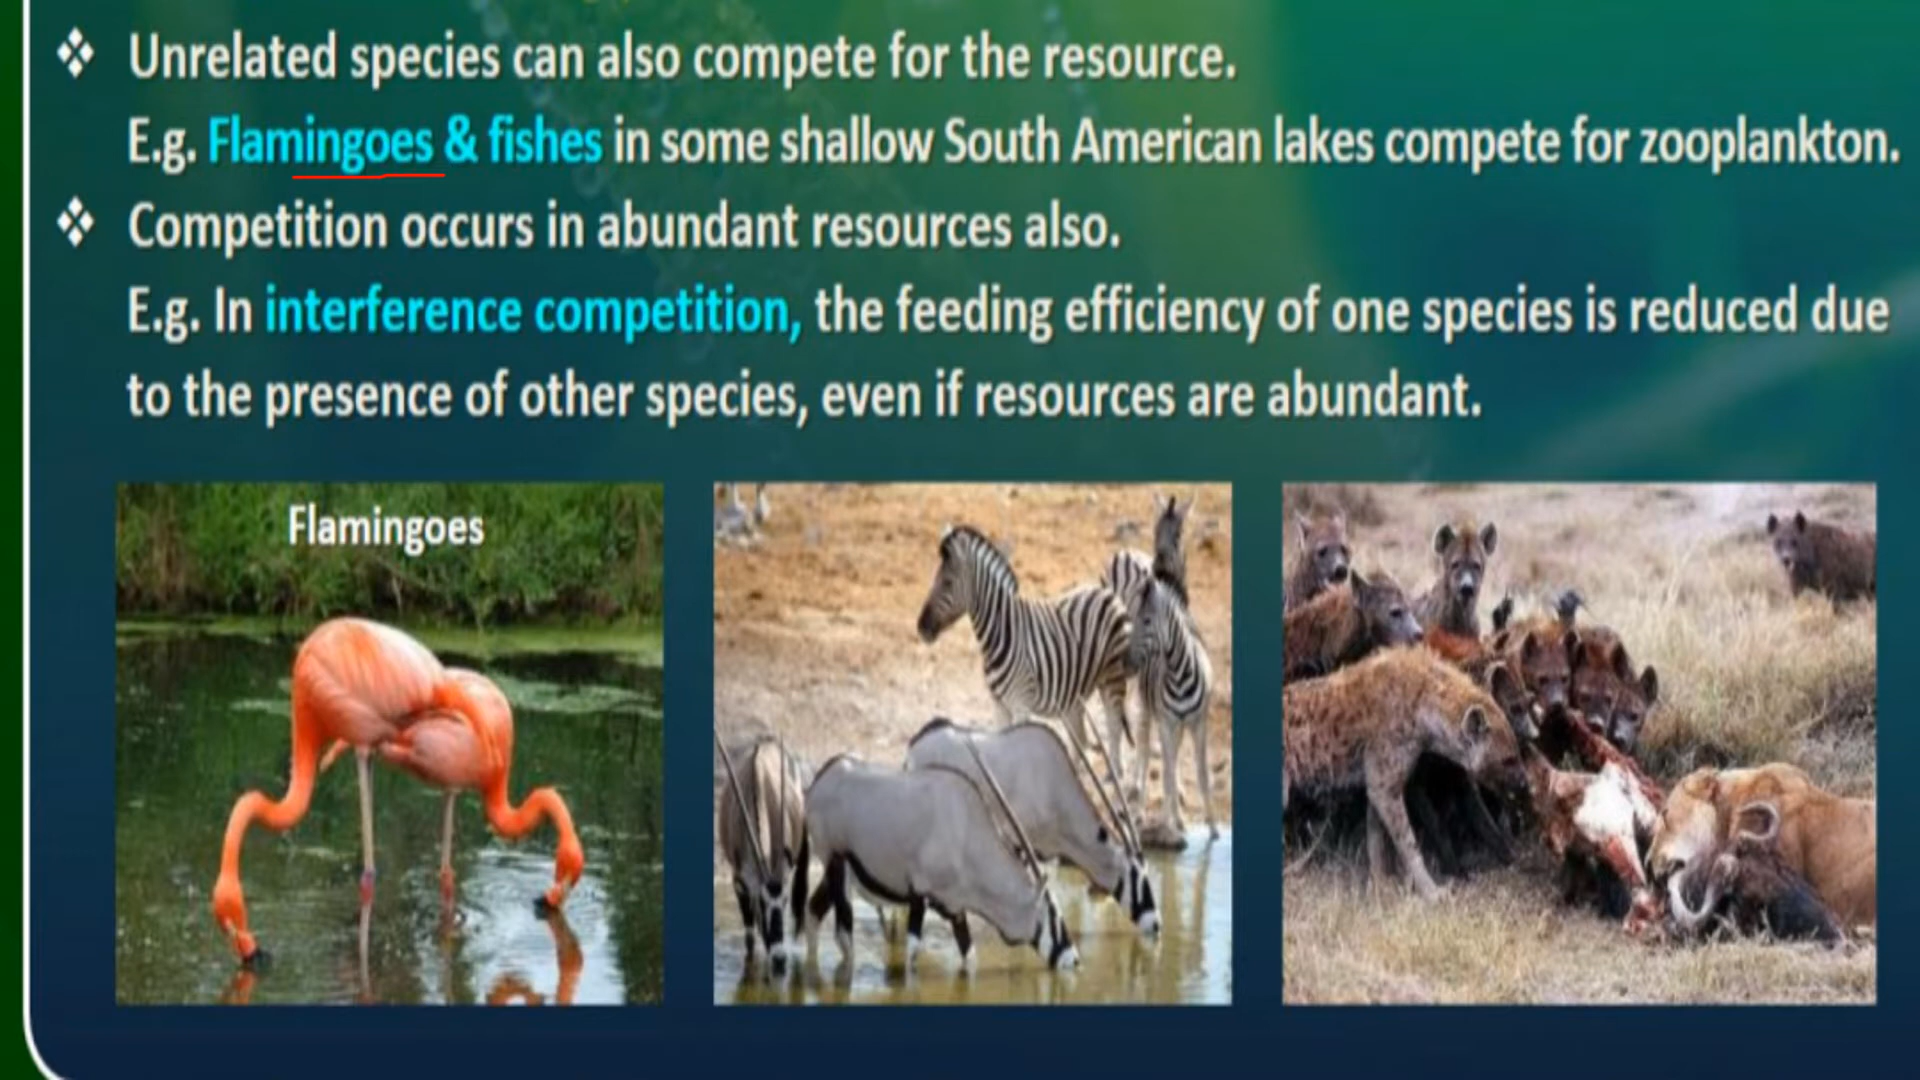 ❖ Unrelated species can also compete for the resource.
E.g. Flamingoes & fishes in some shallow South American lakes compete for zooplankton.
❖ Competition occurs in abundant resources also.
E.g. In interference competition, the feeding efficiency of one species is reduced due
to the presence of other species, even if resources are abundant.
Flamingoes